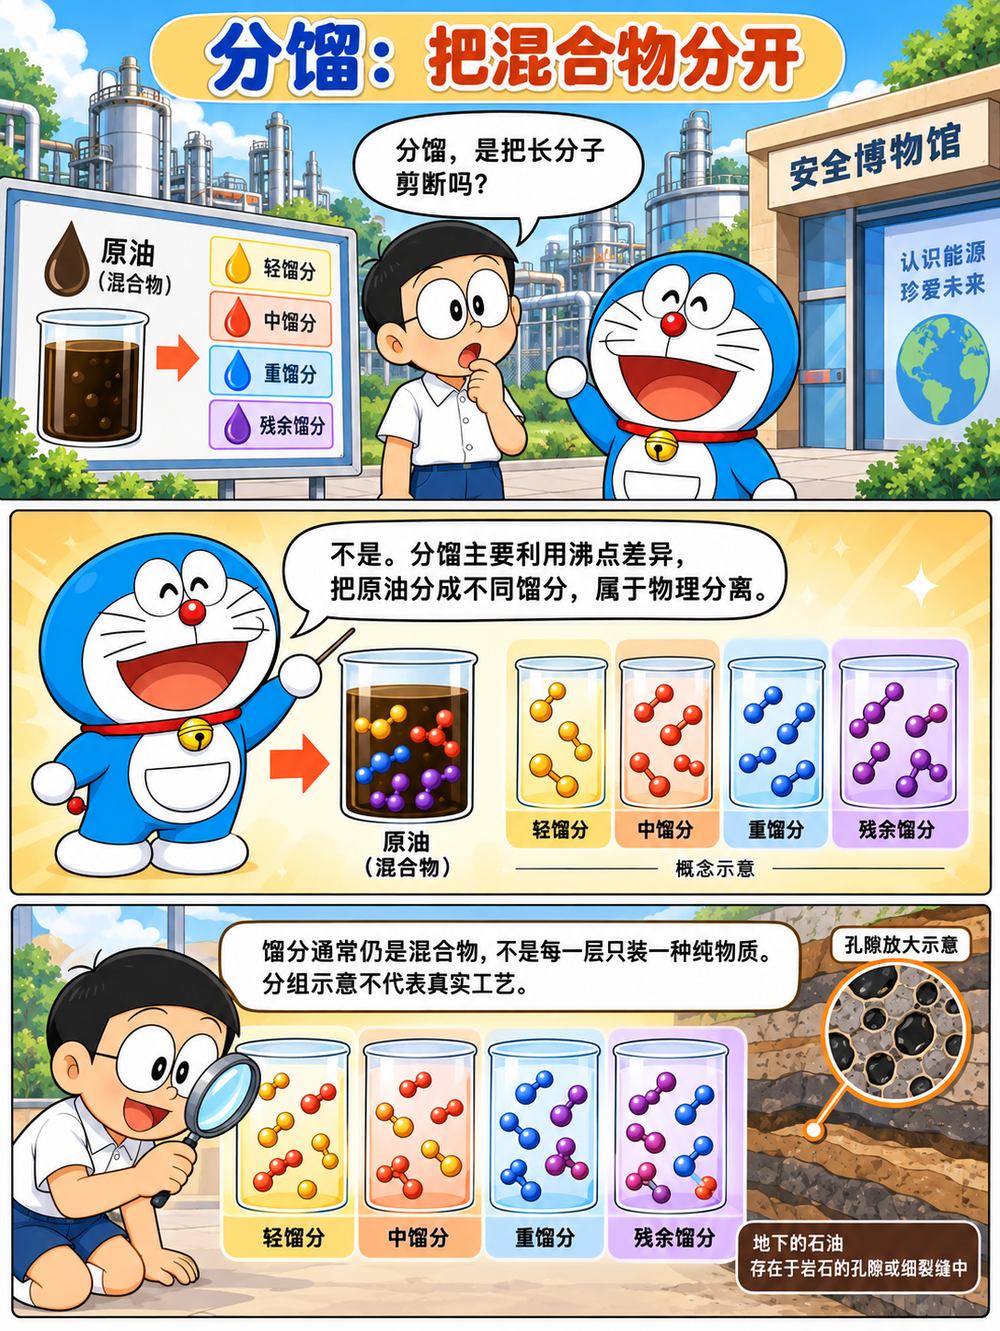 分馏：把混合物分开
分馏，是把长分子
剪断吗？
安全博物馆
认识能源
珍爱未来
原油
（混合物）
轻馏分
中馏分
重馏分
残余馏分
不是。分馏主要利用沸点差异，
把原油分成不同馏分，属于物理分离。
原油
（混合物）
轻馏分
中馏分
重馏分
残余馏分
概念示意
馏分通常仍是混合物，不是每一层只装一种纯物质。
分组示意不代表真实工艺。
孔隙放大示意
轻馏分
中馏分
重馏分
残余馏分
地下的石油
存在于岩石的孔隙或细裂缝中